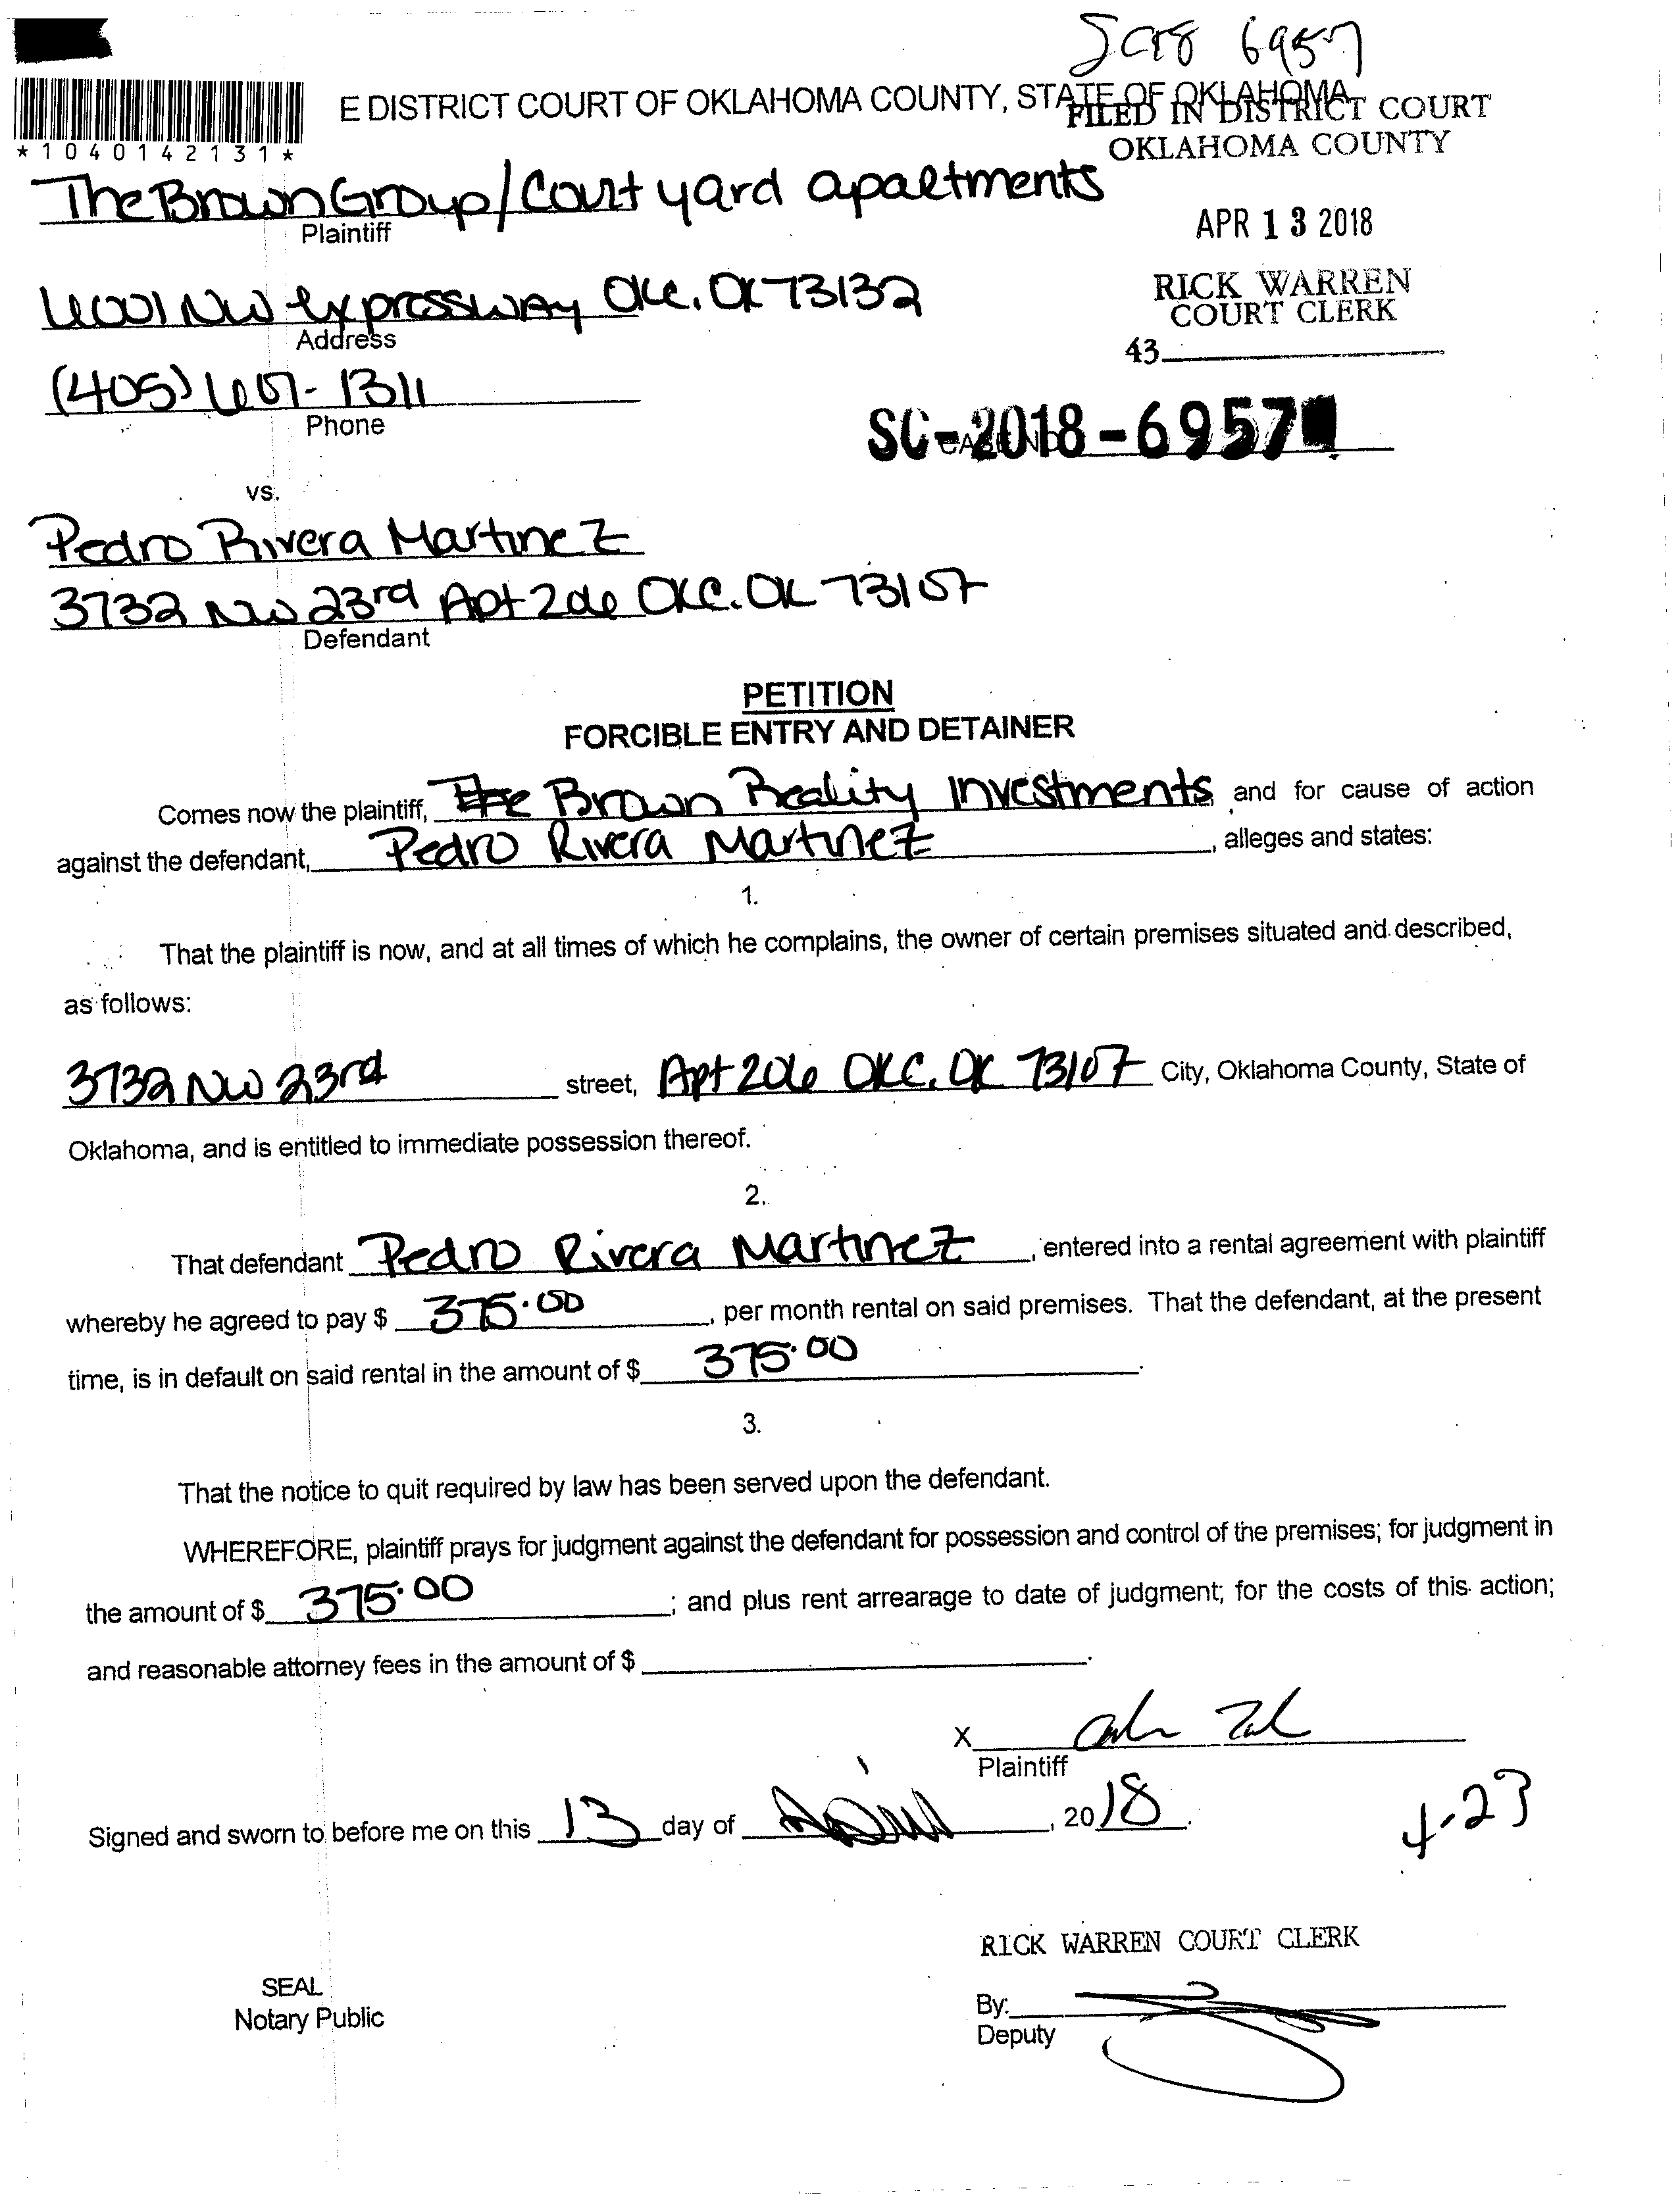 SC18 6957
E DISTRICT COURT OF OKLAHOMA COUNTY, STATE OF OKLAHOMA
FILED IN DISTRICT COURT
OKLAHOMA COUNTY
*1040142131*
The Brown Group/Court yard apartments
Plaintiff
APR 13 2018
6001 NW expressway OKC. OK 73132
Address
RICK WARREN
COURT CLERK
43
(405) 607-1311
Phone
SC-2018-6957
vs.
Pedro Rivera Martinez
3732 NW 23rd Apt 206 OKC. OK 73107
Defendant
PETITION
FORCIBLE ENTRY AND DETAINER
Comes now the plaintiff, The Brown Reality Investments, and for cause of action
against the defendant, Pedro Rivera Martinez, alleges and states:
1.
That the plaintiff is now, and at all times of which he complains, the owner of certain premises situated and described,
as follows:
3732 NW 23rd street, Apt 206 OKC. OK 73107 City, Oklahoma County, State of
Oklahoma, and is entitled to immediate possession thereof.
2.
That defendant Pedro Rivera Martinez, entered into a rental agreement with plaintiff
whereby he agreed to pay $ 375.00, per month rental on said premises. That the defendant, at the present
time, is in default on said rental in the amount of $ 375.00.
3.
That the notice to quit required by law has been served upon the defendant.
WHEREFORE, plaintiff prays for judgment against the defendant for possession and control of the premises; for judgment in
the amount of $ 375.00; and plus rent arrearage to date of judgment; for the costs of this action;
and reasonable attorney fees in the amount of $
X
Plaintiff
Signed and sworn to before me on this 13 day of April, 2018.
4-23
RICK WARREN COURT CLERK
SEAL
Notary Public
By:
Deputy